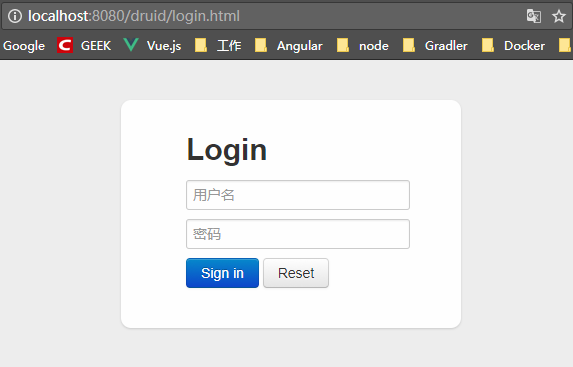 localhost:8080/druid/login.html
Google GEEK Vue.js 工作 Angular node Gradler Docker
Login
用户名
密码
Sign in Reset